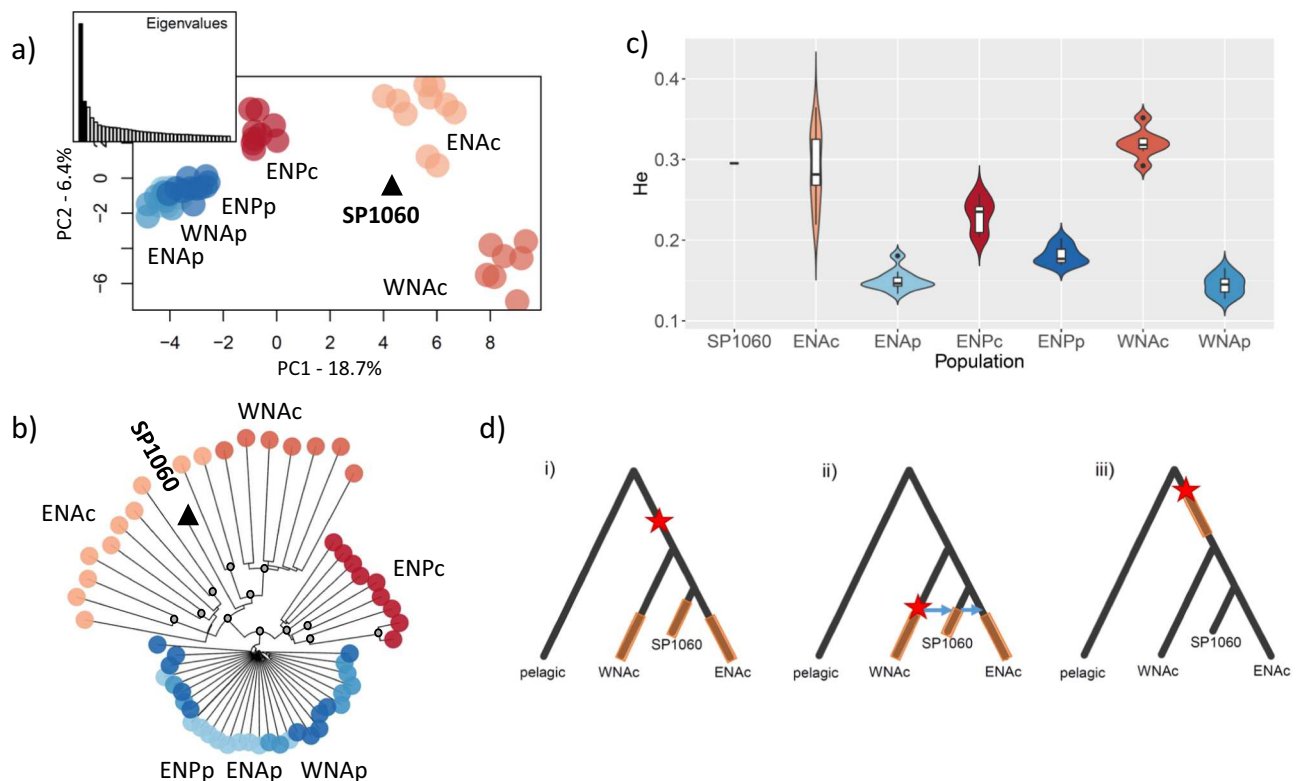 a)
Eigenvalues
2
0
−2
−6
PC2 - 6.4%
ENAc
ENPc
ENPp
WNAp
ENAp
SP1060
WNAc
−4
−2
0
2
4
6
8
PC1 - 18.7%
b)
WNAc
SP1060
ENAc
ENPc
ENPp
ENAp
WNAp
c)
0.4
0.3
0.2
0.1
He
SP1060
ENAc
ENAp
ENPc
ENPp
WNAc
WNAp
Population
d)
i)
SP1060
pelagic
WNAc
ENAc
ii)
SP1060
pelagic
WNAc
ENAc
iii)
SP1060
pelagic
WNAc
ENAc